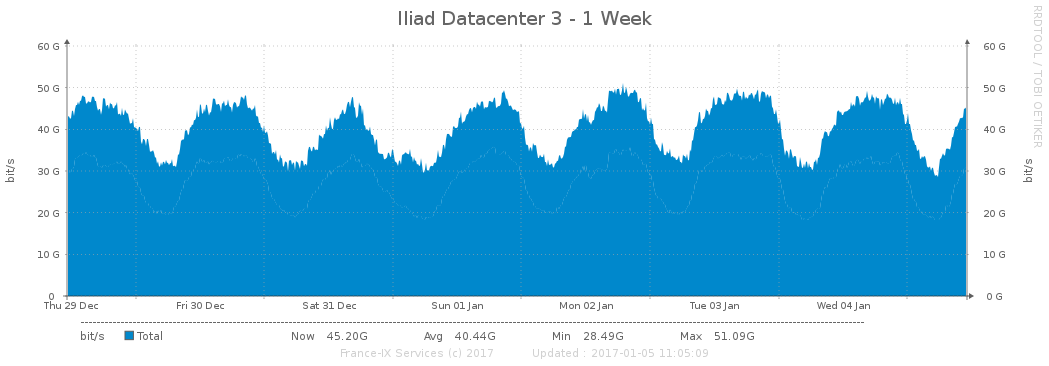 Iliad Datacenter 3 - 1 Week
RRDTOOL / TOBI OETIKER
60 G 60 G
50 G 50 G
40 G 40 G
30 G 30 G
20 G 20 G
10 G 10 G
0 0 G
bit/s
bit/s
Thu 29 Dec Fri 30 Dec Sat 31 Dec Sun 01 Jan Mon 02 Jan Tue 03 Jan Wed 04 Jan
bit/s Total Now 45.20G Avg 40.44G Min 28.49G Max 51.09G
France-IX Services (c) 2017 Updated : 2017-01-05 11:05:09